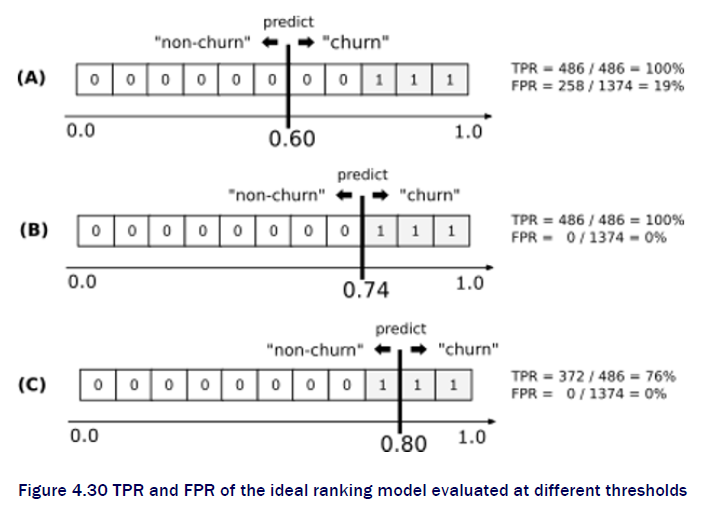 predict
"non-churn" ← → "churn"
(A) 0 0 0 0 0 0 0 0 1 1 1
TPR = 486 / 486 = 100%
FPR = 258 / 1374 = 19%
0.0 0.60 1.0
predict
"non-churn" ← → "churn"
(B) 0 0 0 0 0 0 0 0 1 1 1
TPR = 486 / 486 = 100%
FPR = 0 / 1374 = 0%
0.0 0.74 1.0
predict
"non-churn" ← → "churn"
(C) 0 0 0 0 0 0 0 0 1 1 1
TPR = 372 / 486 = 76%
FPR = 0 / 1374 = 0%
0.0 0.80 1.0
Figure 4.30 TPR and FPR of the ideal ranking model evaluated at different thresholds